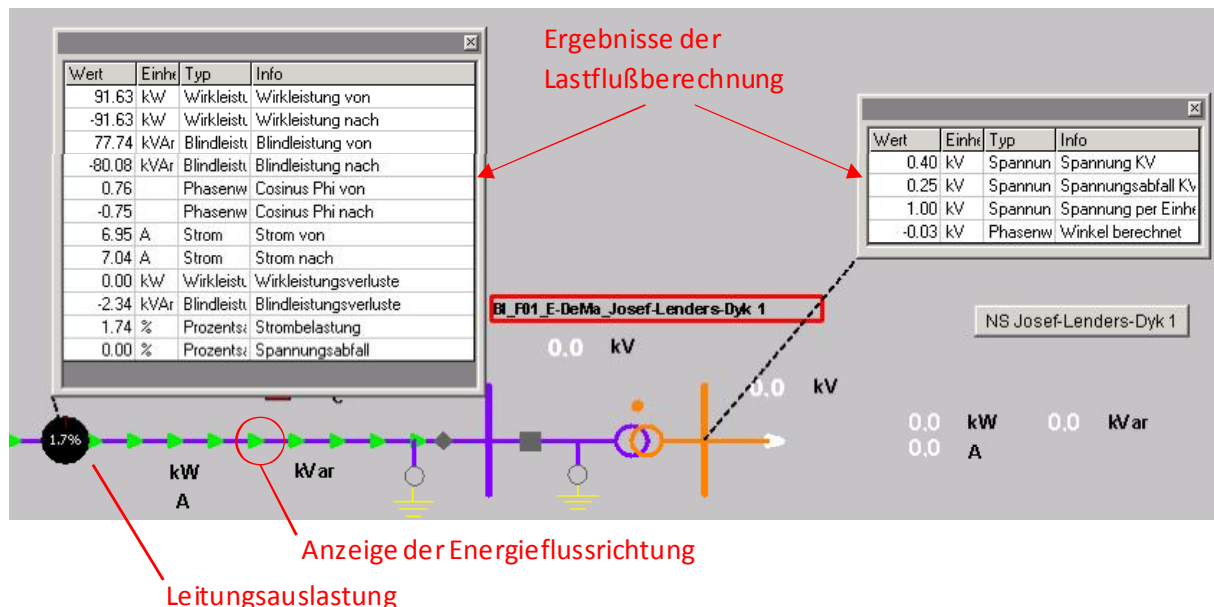 Ergebnisse der
Lastflußberechnung
Wert Einhe Typ Info
91.63 kW Wirkleistu Wirkleistung von
-91.63 kW Wirkleistu Wirkleistung nach
77.74 kVAr Blindleistu Blindleistung von
-80.08 kVAr Blindleistu Blindleistung nach
0.76 Phasenw Cosinus Phi von
-0.75 Phasenw Cosinus Phi nach
6.95 A Strom Strom von
7.04 A Strom Strom nach
0.00 kW Wirkleistu Wirkleistungsverluste
-2.34 kVAr Blindleistu Blindleistungsverluste
1.74 % Prozentsa Strombelastung
0.00 % Prozentsa Spannungsabfall
Wert Einhe Typ Info
0.40 kV Spannun Spannung KV
0.25 kV Spannun Spannungsabfall KV
1.00 kV Spannun Spannung per Einhe
-0.03 kV Phasenw Winkel berechnet
BI_F01_E-DeMa_Josef-Lenders-Dyk 1
NS Josef-Lenders-Dyk 1
0.0 kV
0.0 kV
0.0 kW 0.0 kVar
0.0 A
1.7%
kW kVar
A
Anzeige der Energieflussrichtung
Leitungsauslastung